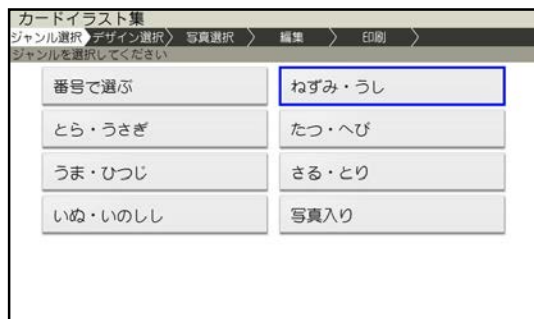 カードイラスト集
ジャンル選択 デザイン選択 写真選択 編集 印刷
ジャンルを選択してください
番号で選ぶ ねずみ・うし
とら・うさぎ たつ・へび
うま・ひつじ さる・とり
いぬ・いのしし 写真入り